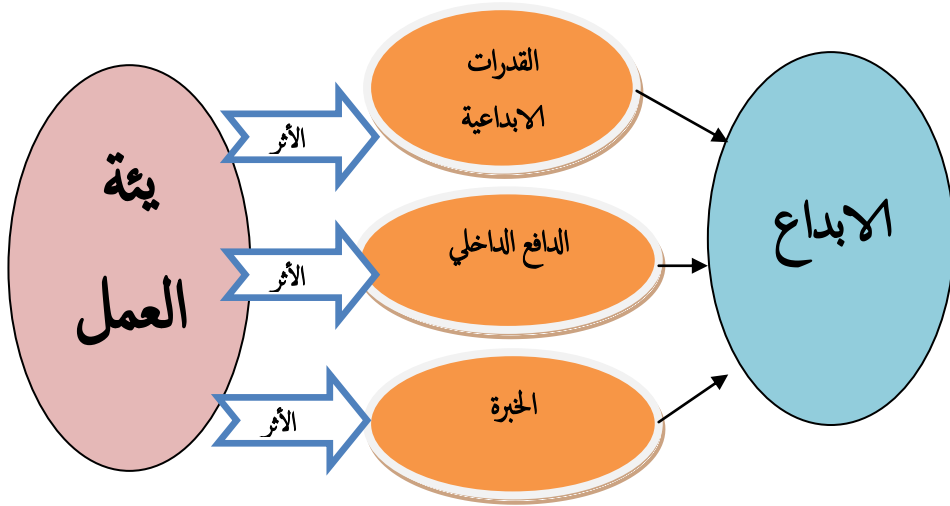 القدرات
الابداعية
الأثر
يئة
العمل
الدافع الداخلي
الأثر
الابداع
الخبرة
الأثر